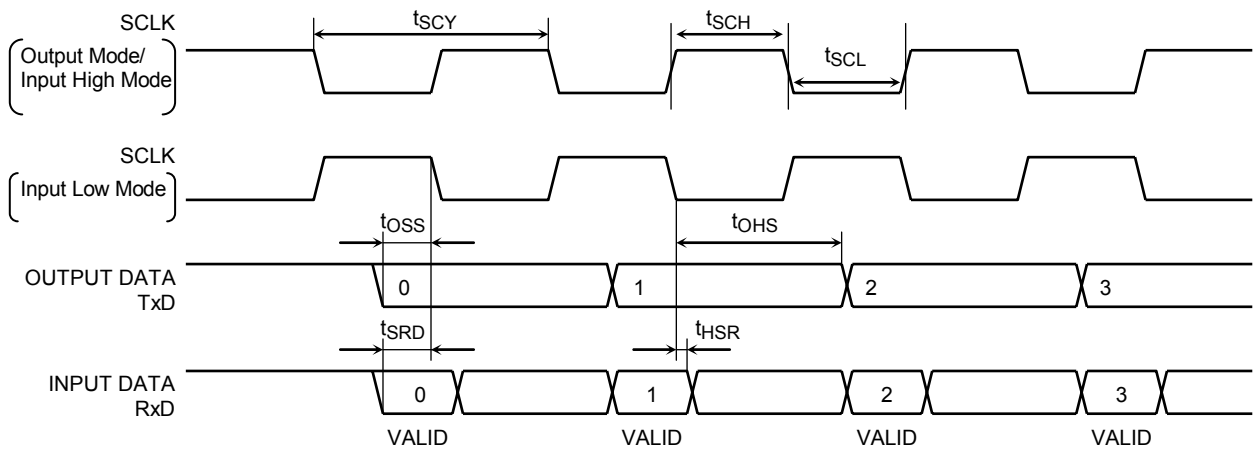 SCLK
Output Mode/
Input High Mode
tSCY
tSCH
tSCL
SCLK
Input Low Mode
tOSS
tOHS
OUTPUT DATA
TxD
0
1
2
3
tSRD
tHSR
INPUT DATA
RxD
0
1
2
3
VALID
VALID
VALID
VALID